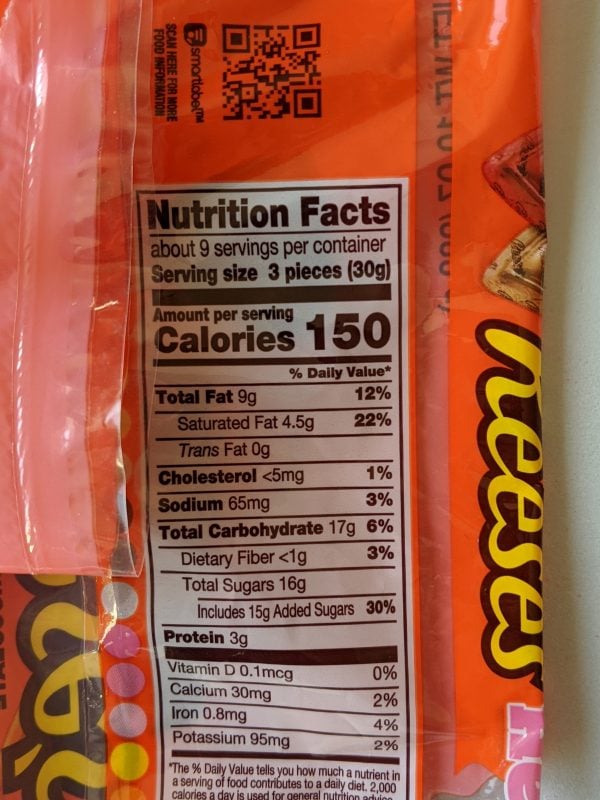 SCAN HERE FOR MORE
FOOD INFORMATION
smartlabel™
Nutrition Facts
about 9 servings per container
Serving size 3 pieces (30g)
Amount per serving
Calories 150
% Daily Value*
Total Fat 9g 12%
Saturated Fat 4.5g 22%
Trans Fat 0g
Cholesterol <5mg 1%
Sodium 65mg 3%
Total Carbohydrate 17g 6%
Dietary Fiber <1g 3%
Total Sugars 16g
Includes 15g Added Sugars 30%
Protein 3g
Vitamin D 0.1mcg 0%
Calcium 30mg 2%
Iron 0.8mg 4%
Potassium 95mg 2%
*The % Daily Value tells you how much a nutrient in
a serving of food contributes to a daily diet. 2,000
calories a day is used for general nutrition advice
Reese's